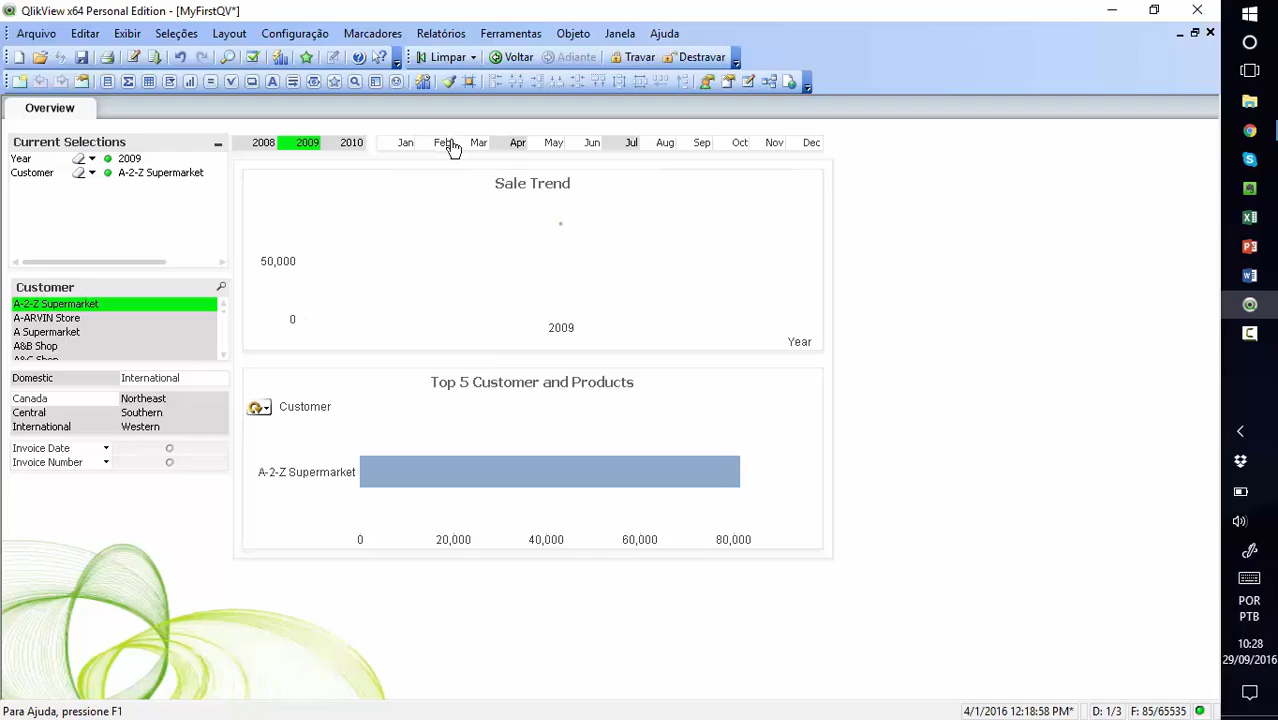 QlikView x64 Personal Edition - [MyFirstQV*]
Arquivo Editar Exibir Seleções Layout Configuração Marcadores Relatórios Ferramentas Objeto Janela Ajuda
Limpar Voltar Adiante Travar Destravar
Overview
Current Selections
Year 2009
Customer A-2-Z Supermarket
2008 2009 2010 Jan Feb Mar Apr May Jun Jul Aug Sep Oct Nov Dec
Customer
A-2-Z Supermarket
A-ARVIN Store
A Supermarket
A&B Shop
A&C Shop
Domestic International
Canada Northeast
Central Southern
International Western
Invoice Date
Invoice Number
Sale Trend
50,000
0
2009
Year
Top 5 Customer and Products
Customer
A-2-Z Supermarket
0 20,000 40,000 60,000 80,000
Para Ajuda, pressione F1
4/1/2016 12:18:58 PM* D: 1/3 F: 85/65535
POR
PTB
10:28
29/09/2016